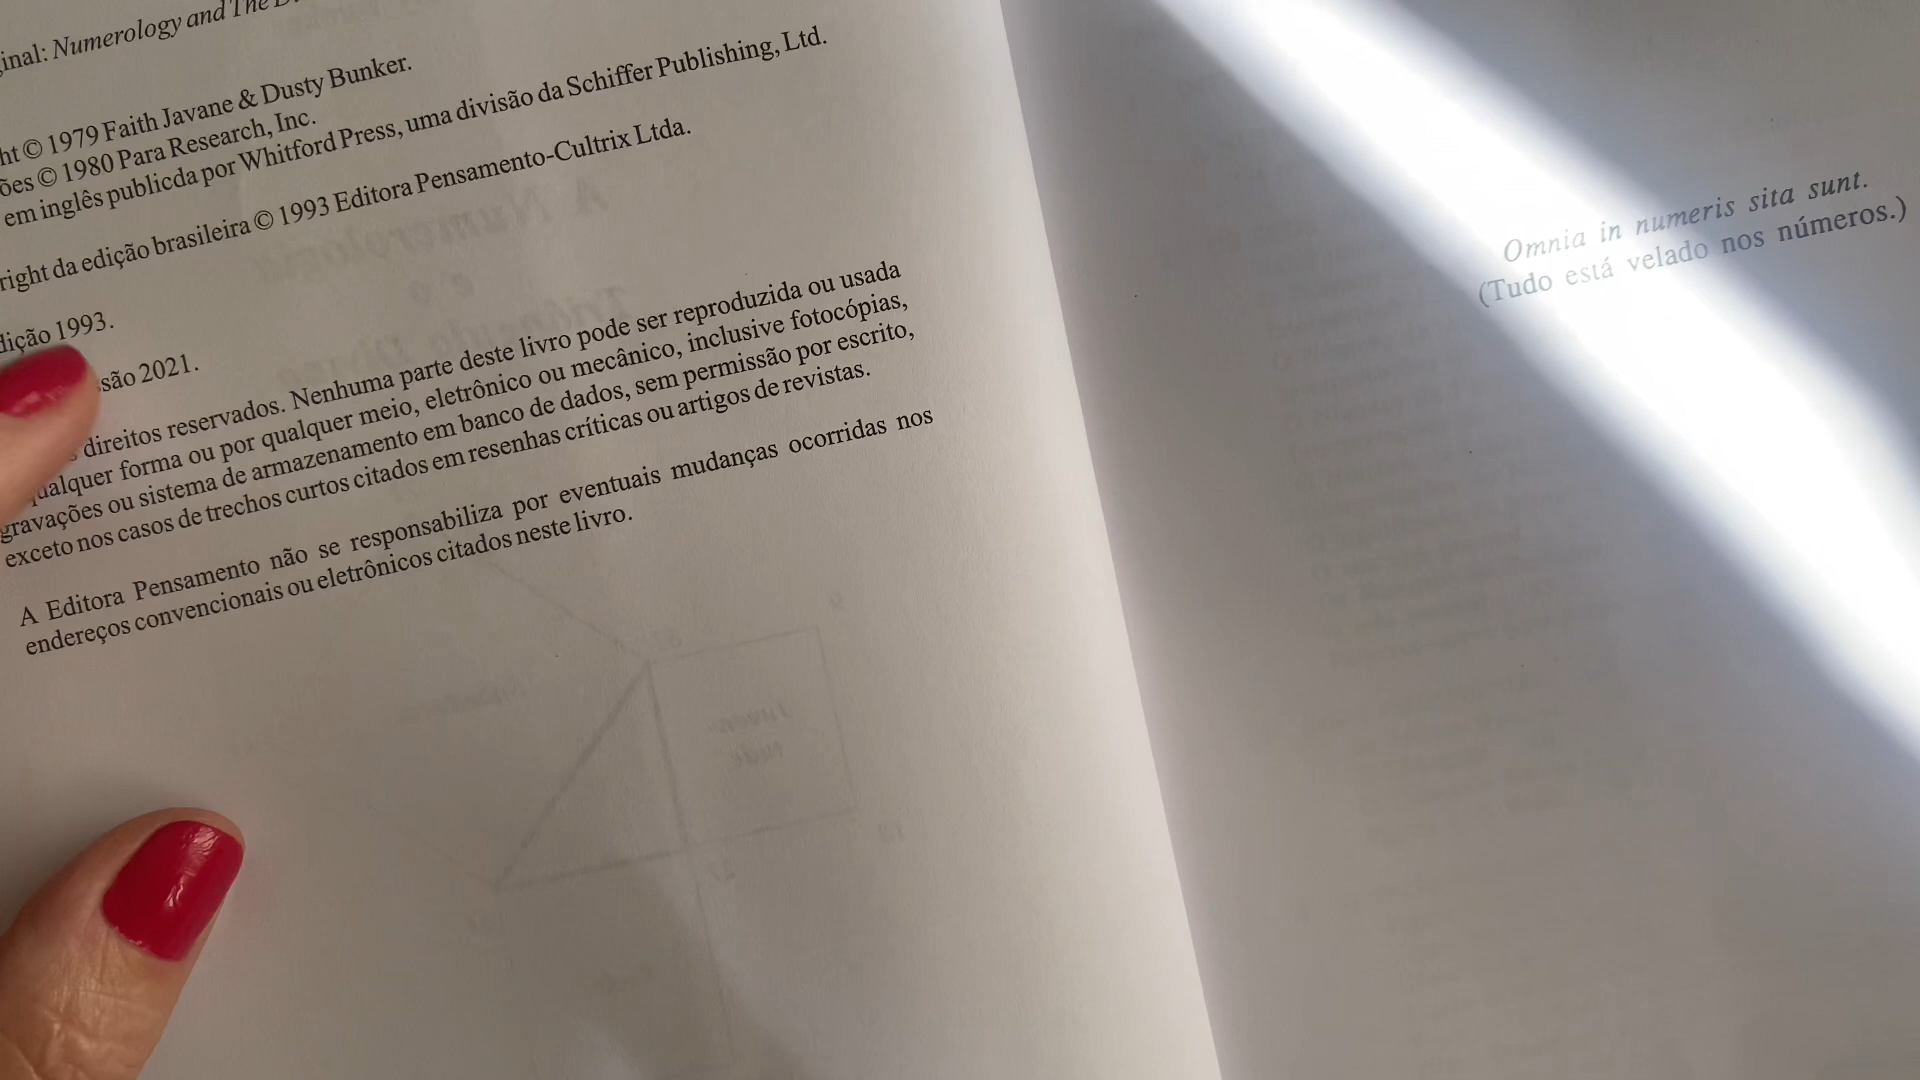 inal: Numerology and The
ht © 1979 Faith Javane & Dusty Bunker.
ões © 1980 Para Research, Inc.
em inglês publicda por Whitford Press, uma divisão da Schiffer Publishing, Ltd.
right da edição brasileira © 1993 Editora Pensamento-Cultrix Ltda.
dição 1993.
são 2021.
direitos reservados. Nenhuma parte deste livro pode ser reproduzida ou usada
qualquer forma ou por qualquer meio, eletrônico ou mecânico, inclusive fotocópias,
gravações ou sistema de armazenamento em banco de dados, sem permissão por escrito,
exceto nos casos de trechos curtos citados em resenhas críticas ou artigos de revistas.
A Editora Pensamento não se responsabiliza por eventuais mudanças ocorridas nos
endereços convencionais ou eletrônicos citados neste livro.
Omnia in numeris sita sunt.
(Tudo está velado nos números.)